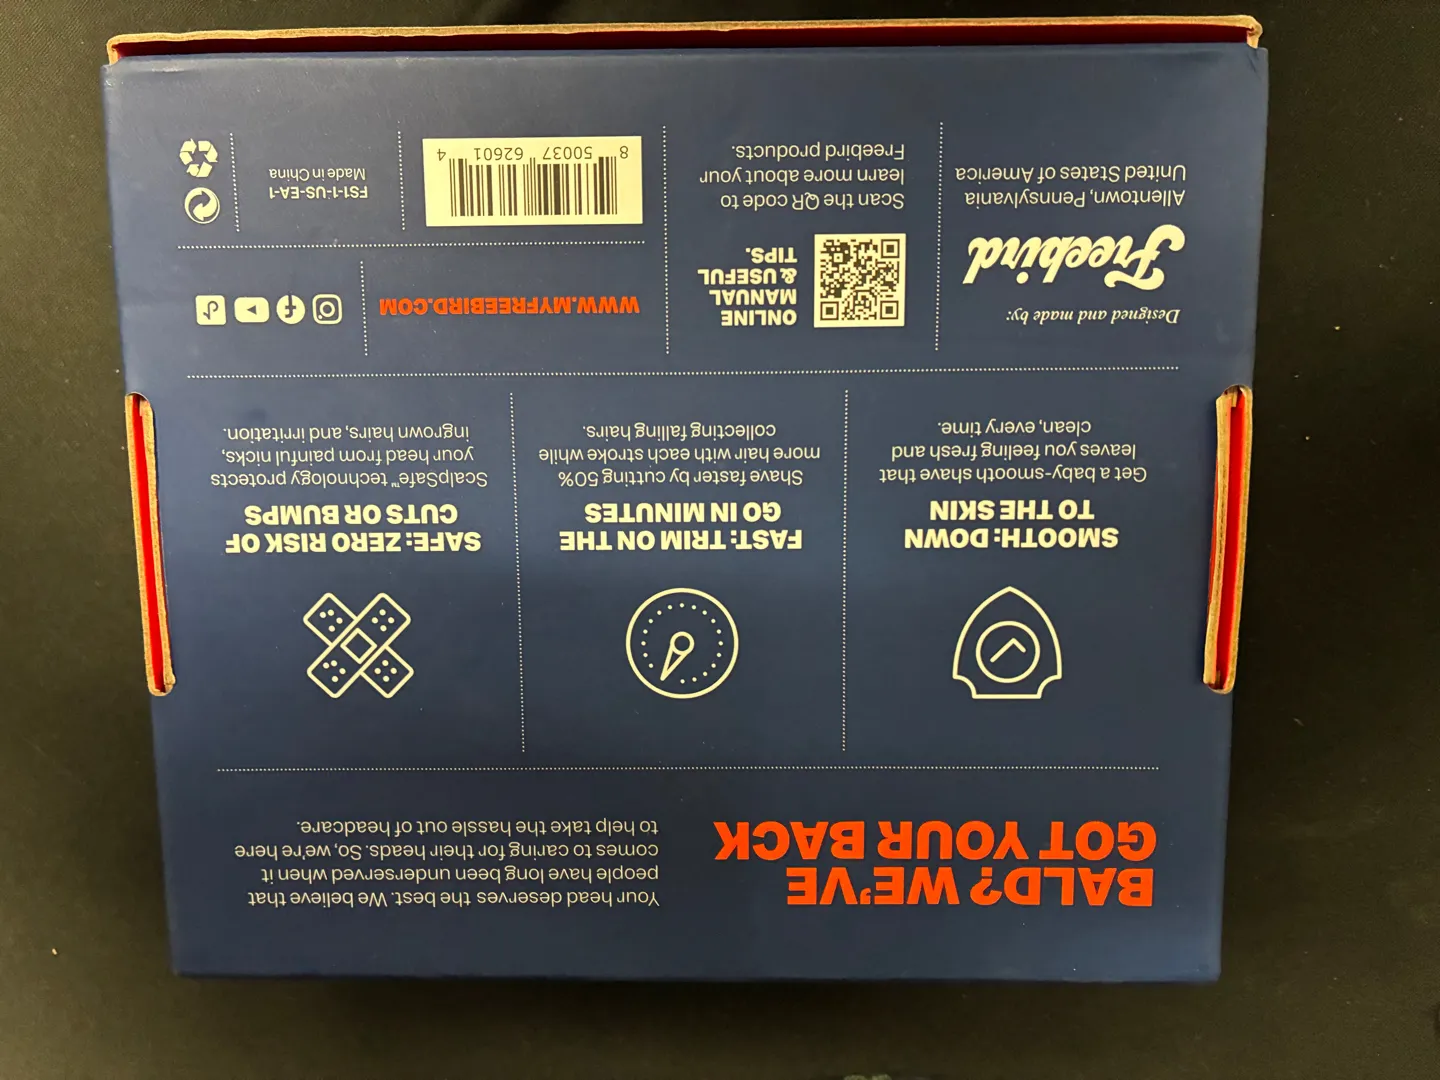 BALD? WE'VE
GOT YOUR BACK
Your head deserves the best. We believe that
people have long been underserved when it
comes to caring for their heads. So, we're here
to help take the hassle out of headcare.
SMOOTH: DOWN
TO THE SKIN
Get a baby-smooth shave that
leaves you feeling fresh and
clean, every time.
FAST: TRIM ON THE
GO IN MINUTES
Shave faster by cutting 50%
more hair with each stroke while
collecting falling hairs.
SAFE: ZERO RISK OF
CUTS OR BUMPS
ScalpSafe™ technology protects
your head from painful nicks,
ingrown hairs, and irritation.
Designed and made by:
Freebird
Allentown, Pennsylvania
United States of America
ONLINE
MANUAL
& USEFUL
TIPS.
Scan the QR code to
learn more about your
Freebird products.
WWW.MYFREEBIRD.COM
8 50037 62601 4
FS1-1-US-EA-1
Made in China